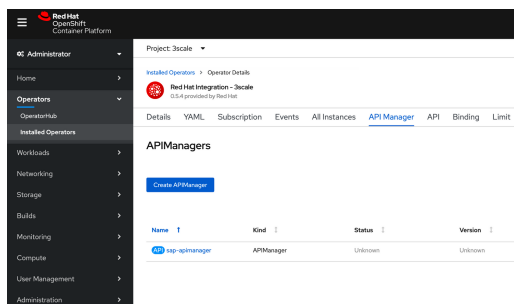 Red Hat
OpenShift
Container Platform
Administrator
Home
Operators
OperatorHub
Installed Operators
Workloads
Networking
Storage
Builds
Monitoring
Compute
User Management
Administration
Project: 3scale
Installed Operators > Operator Details
Red Hat Integration - 3scale
0.5.4 provided by Red Hat
Details YAML Subscription Events All Instances API Manager API Binding Limit
APIManagers
Create APIManager
Name Kind Status Version
API sap-apimanager APIManager Unknown Unknown